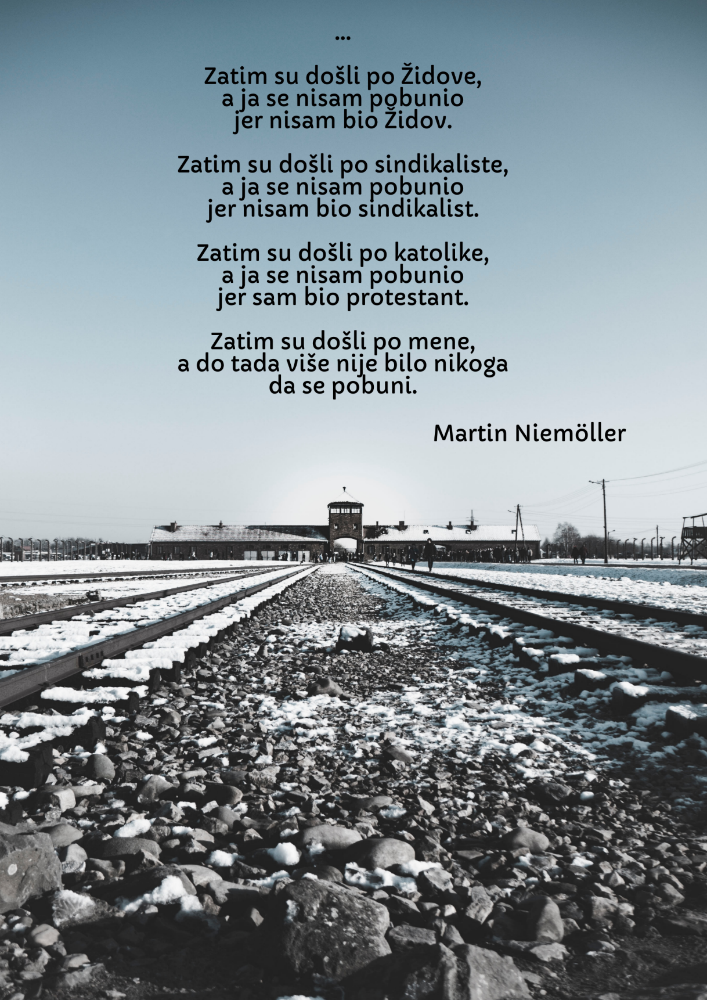 ...
Zatim su došli po Židove,
a ja se nisam pobunio
jer nisam bio Židov.
Zatim su došli po sindikaliste,
a ja se nisam pobunio
jer nisam bio sindikalist.
Zatim su došli po katolike,
a ja se nisam pobunio
jer sam bio protestant.
Zatim su došli po mene,
a do tada više nije bilo nikoga
da se pobuni.
Martin Niemöller